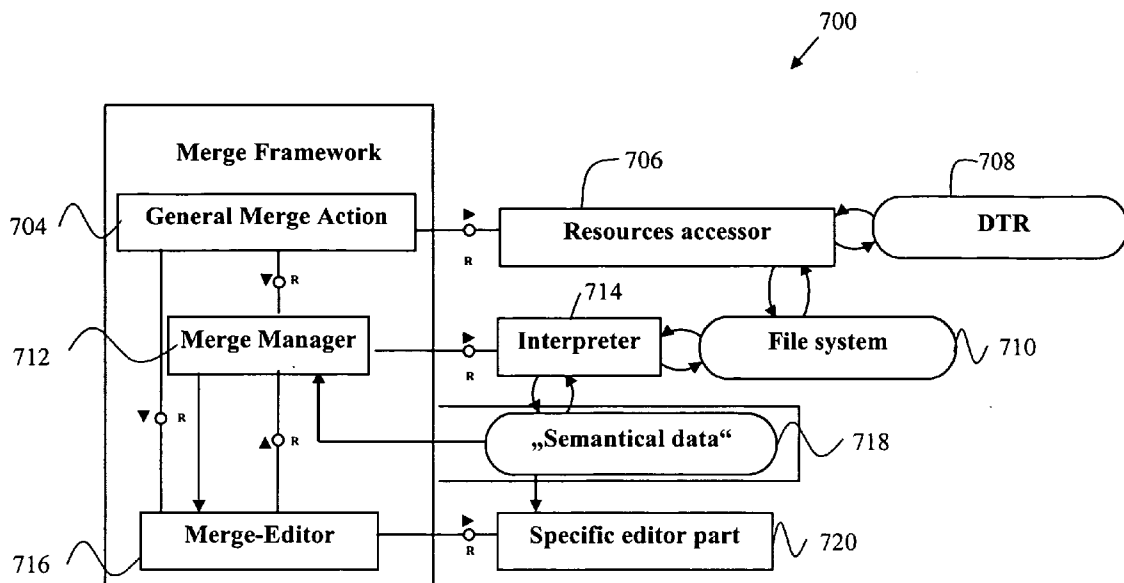 700
Merge Framework
706
708
704
General Merge Action
R
Resources accessor
DTR
R
714
712
Merge Manager
R
Interpreter
File system
710
R
R
„Semantical data“
718
716
Merge-Editor
R
Specific editor part
720